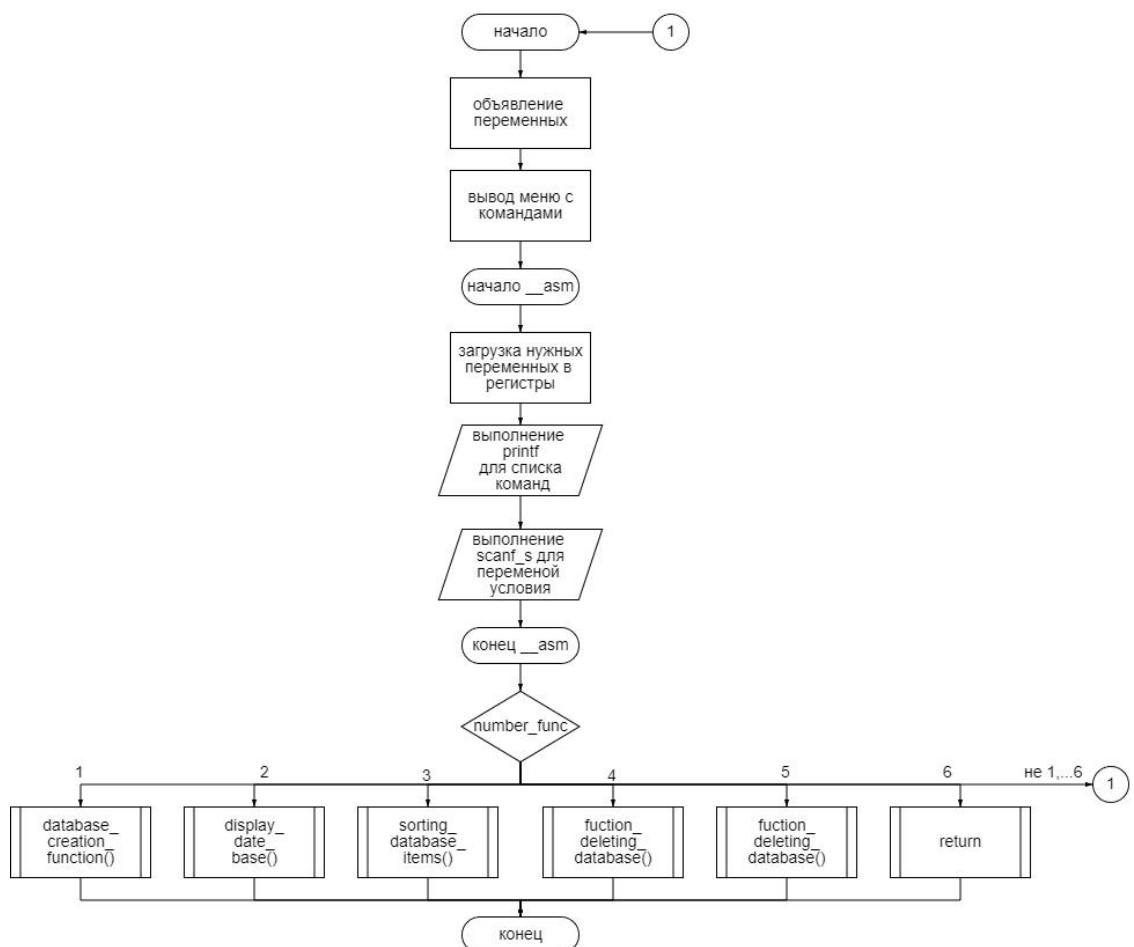 начало
1
объявление
переменных
вывод меню с
командами
начало __asm
загрузка нужных
переменных в
регистры
выполнение
printf
для списка
команд
выполнение
scanf_s для
переменой
условия
конец __asm
number_func
1
2
3
4
5
6
не 1,...6
1
database_
creation_
function()
display_
date_
base()
sorting_
database_
items()
fuction_
deleting_
database()
fuction_
deleting_
database()
return
конец